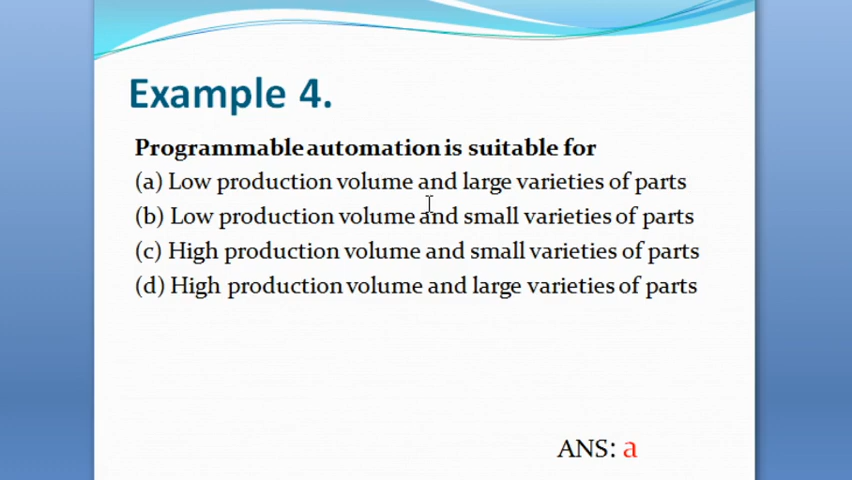 Example 4.
Programmable automation is suitable for
(a) Low production volume and large varieties of parts
(b) Low production volume and small varieties of parts
(c) High production volume and small varieties of parts
(d) High production volume and large varieties of parts
ANS: a